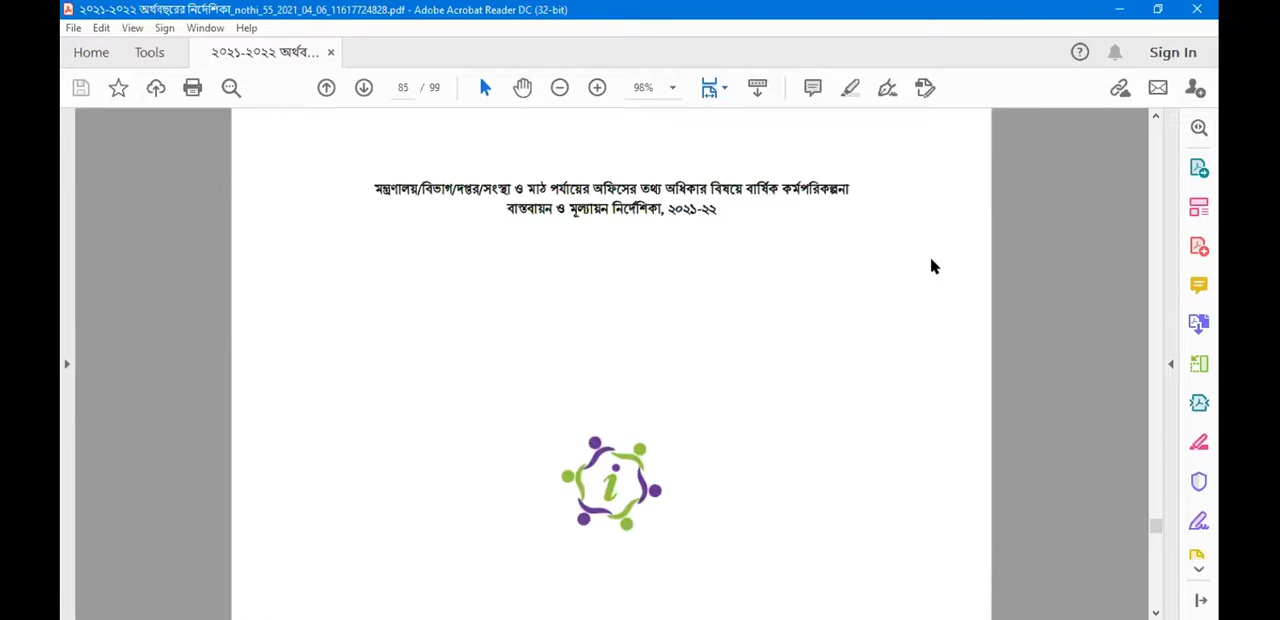 ২০২১-২০২২ অর্থবছরের নির্দেশিকা_nothi_55_2021_04_06_11617724828.pdf - Adobe Acrobat Reader DC (32-bit)
File Edit View Sign Window Help
Home Tools ২০২১-২০২২ অর্থব... × Sign In
85 / 99 98%
মন্ত্রণালয়/বিভাগ/দপ্তর/সংস্থা ও মাঠ পর্যায়ের অফিসের তথ্য অধিকার বিষয়ে বার্ষিক কর্মপরিকল্পনা
বাস্তবায়ন ও মূল্যায়ন নির্দেশিকা, ২০২১-২২
i